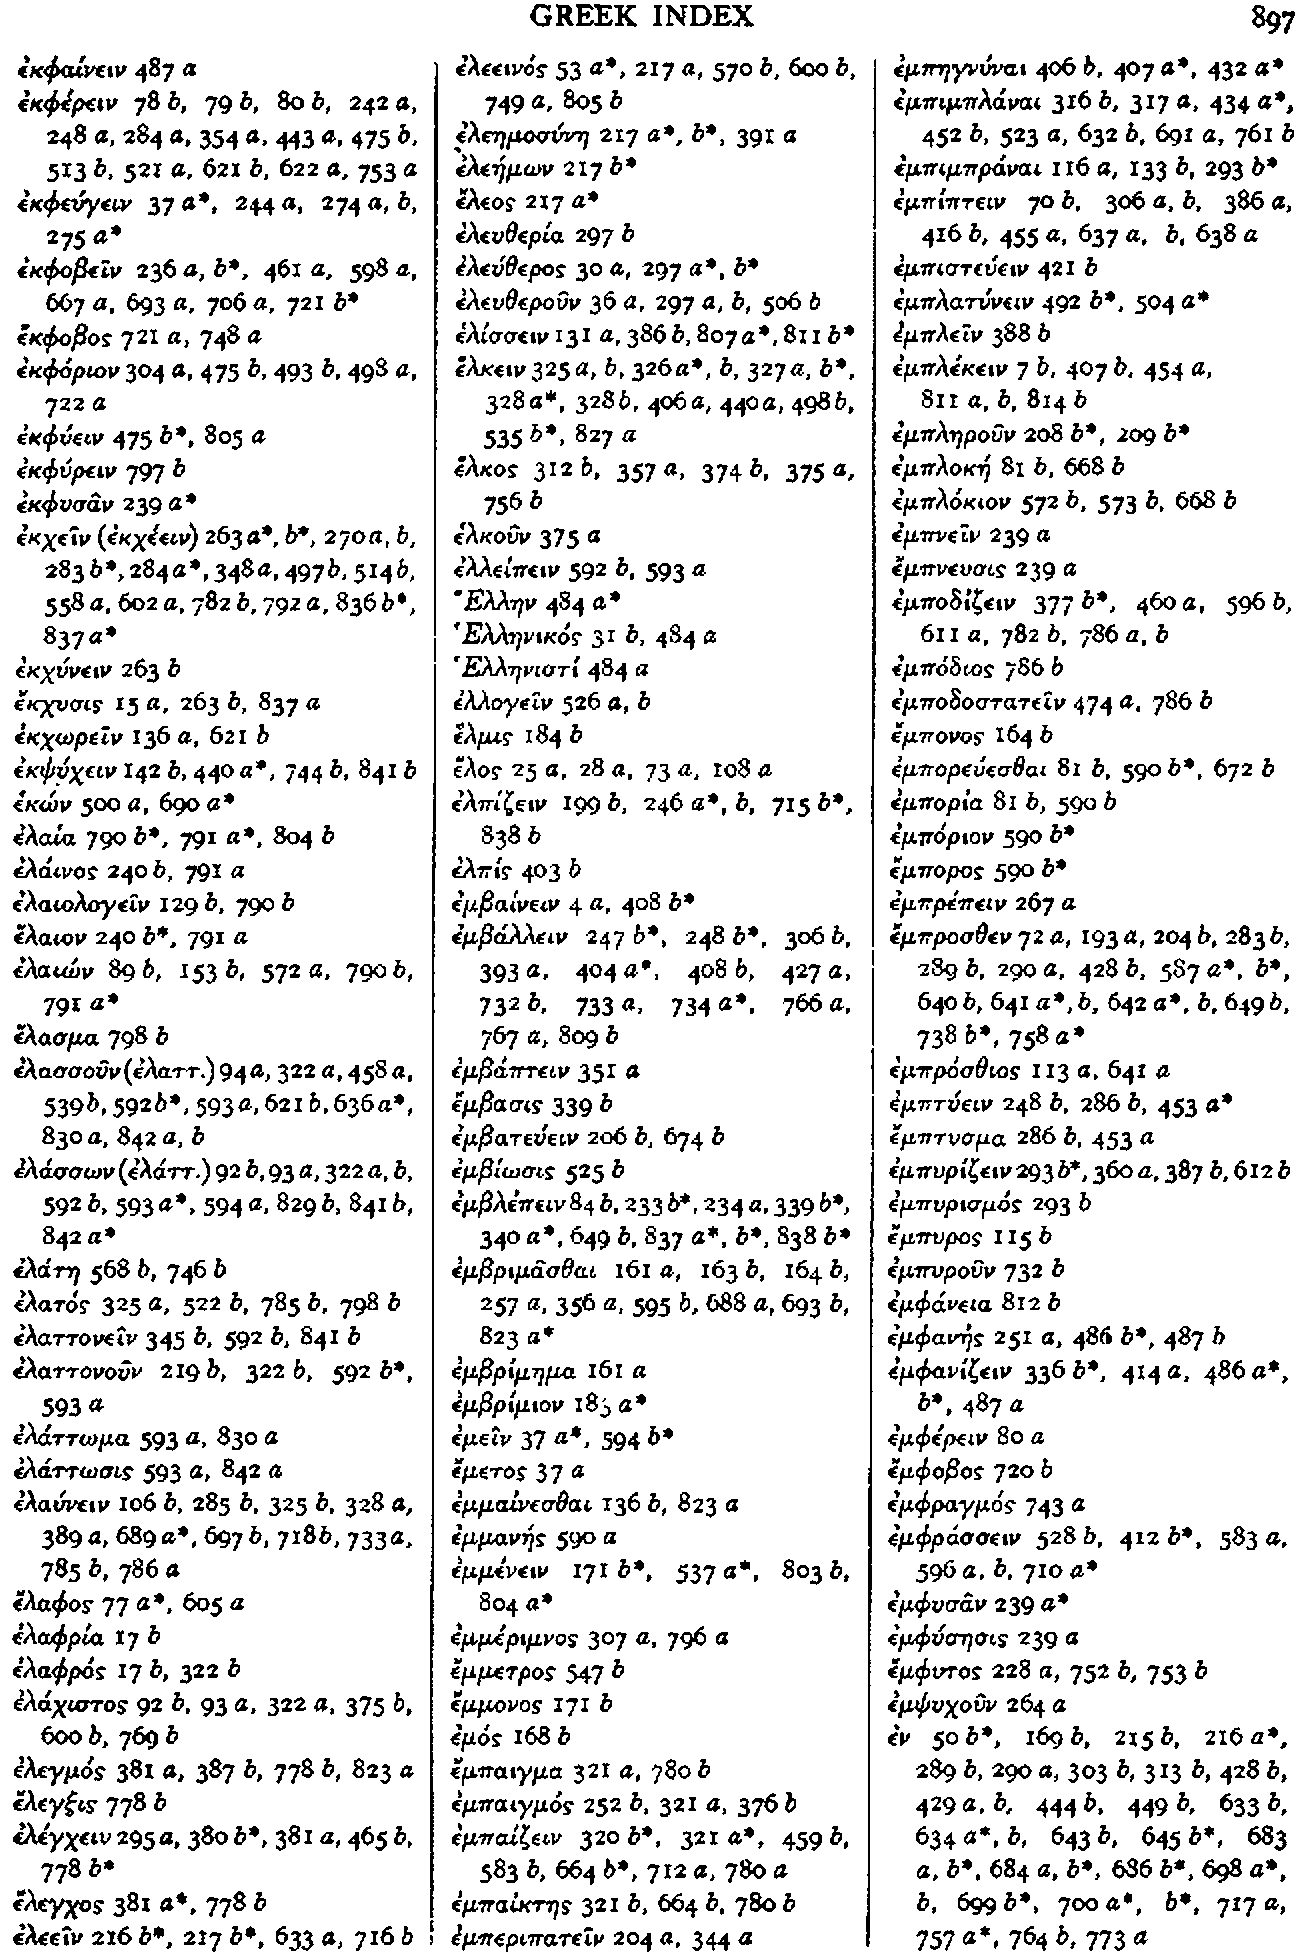 GREEK INDEX 897
ἐκφαίνειν 487 a
ἐκφέρειν 78 b, 79 b, 80 b, 242 a,
248 a, 284 a, 354 a, 443 a, 475 b,
513 b, 521 a, 621 b, 622 a, 753 a
ἐκφεύγειν 37 a*, 244 a, 274 a, b,
275 a*
ἐκφοβεῖν 236 a, b*, 461 a, 598 a,
667 a, 693 a, 706 a, 721 b*
ἔκφοβος 721 a, 748 a
ἐκφόριον 304 a, 475 b, 493 b, 498 a,
722 a
ἐκφύειν 475 b*, 805 a
ἐκφύρειν 797 b
ἐκφυσᾶν 239 a*
ἐκχεῖν (ἐκχέειν) 263 a*, b*, 270 a, b,
283 b*, 284 a*, 348 a, 497 b, 514 b,
558 a, 602 a, 782 b, 792 a, 836 b*,
837 a*
ἐκχύνειν 263 b
ἔκχυσις 15 a, 263 b, 837 a
ἐκχωρεῖν 136 a, 621 b
ἐκψύχειν 142 b, 440 a*, 744 b, 841 b
ἑκών 500 a, 690 a*
ἐλαία 790 b*, 791 a*, 804 b
ἐλάινος 240 b, 791 a
ἐλαιολογεῖν 129 b, 790 b
ἔλαιον 240 b*, 791 a
ἐλαιών 89 b, 153 b, 572 a, 790 b,
791 a*
ἔλασμα 798 b
ἐλασσοῦν (ἐλαττ.) 94 a, 322 a, 458 a,
539 b, 592 b*, 593 a, 621 b, 636 a*,
830 a, 842 a, b
ἐλάσσων (ἐλάττ.) 92 b, 93 a, 322 a, b,
592 b, 593 a*, 594 a, 829 b, 841 b,
842 a*
ἐλάτη 568 b, 746 b
ἐλατός 325 a, 522 b, 785 b, 798 b
ἐλαττονεῖν 345 b, 592 b, 841 b
ἐλαττονοῦν 219 b, 322 b, 592 b*,
593 a
ἐλάττωμα 593 a, 830 a
ἐλάττωσις 593 a, 842 a
ἐλαύνειν 106 b, 285 b, 325 b, 328 a,
389 a, 689 a*, 697 b, 718 b, 733 a,
785 b, 786 a
ἔλαφος 77 a*, 605 a
ἐλαφρία 17 b
ἐλαφρός 17 b, 322 b
ἐλάχιστος 92 b, 93 a, 322 a, 375 b,
600 b, 769 b
ἐλεγμός 381 a, 387 b, 778 b, 823 a
ἔλεγξις 778 b
ἐλέγχειν 295 a, 380 b*, 381 a, 465 b,
778 b*
ἔλεγχος 381 a*, 778 b
ἐλεεῖν 216 b*, 217 b*, 633 a, 716 b
ἐλεεινός 53 a*, 217 a, 570 b, 600 b,
749 a, 805 b
ἐλεημοσύνη 217 a*, b*, 391 a
ἐλεήμων 217 b*
ἔλεος 217 a*
ἐλευθερία 297 b
ἐλεύθερος 30 a, 297 a*, b*
ἐλευθεροῦν 36 a, 297 a, b, 506 b
ἑλίσσειν 131 a, 386 b, 807 a*, 811 b*
ἕλκειν 325 a, b, 326 a*, b, 327 a, b*,
328 a*, 328 b, 406 a, 440 a, 498 b,
535 b*, 827 a
ἕλκος 312 b, 357 a, 374 b, 375 a,
756 b
ἑλκοῦν 375 a
ἐλλείπειν 592 b, 593 a
Ἕλλην 484 a*
Ἑλληνικός 31 b, 484 a
Ἑλληνιστί 484 a
ἐλλογεῖν 526 a, b
ἕλμις 184 b
ἕλος 25 a, 28 a, 73 a, 108 a
ἐλπίζειν 199 b, 246 a*, b, 715 b*,
838 b
ἐλπίς 403 b
ἐμβαίνειν 4 a, 408 b*
ἐμβάλλειν 247 b*, 248 b*, 306 b,
393 a, 404 a*, 408 b, 427 a,
732 b, 733 a, 734 a*, 766 a,
767 a, 809 b
ἐμβάπτειν 351 a
ἔμβασις 339 b
ἐμβατεύειν 206 b, 674 b
ἐμβίωσις 525 b
ἐμβλέπειν 84 b, 233 b*, 234 a, 339 b*,
340 a*, 649 b, 837 a*, b*, 838 b*
ἐμβριμᾶσθαι 161 a, 163 b, 164 b,
257 a, 356 a, 595 b, 688 a, 693 b,
823 a*
ἐμβρίμημα 161 a
ἐμβρίμιον a*
ἐμεῖν 37 a*, 594 b*
ἔμετος 37 a
ἐμμαίνεσθαι 136 b, 823 a
ἐμμανής 590 a
ἐμμένειν 171 b*, 537 a*, 803 b,
804 a*
ἐμμέριμνος 307 a, 796 a
ἔμμετρος 547 b
ἔμμονος 171 b
ἐμός 168 b
ἔμπαιγμα 321 a, 780 b
ἐμπαιγμός 252 b, 321 a, 376 b
ἐμπαίζειν 320 b*, 321 a*, 459 b,
583 b, 664 b*, 712 a, 780 a
ἐμπαίκτης 321 b, 664 b, 780 b
ἐμπεριπατεῖν 204 a, 344 a
ἐμπηγνύναι 406 b, 407 a*, 432 a*
ἐμπιμπλάναι 316 b, 317 a, 434 a*,
452 b, 523 a, 632 b, 691 a, 761 b
ἐμπιμπράναι 116 a, 133 b, 293 b*
ἐμπίπτειν 70 b, 306 a, b, 386 a,
416 b, 455 a, 637 a, b, 638 a
ἐμπιστεύειν 421 b
ἐμπλατύνειν 492 b*, 504 a*
ἐμπλεῖν 388 b
ἐμπλέκειν 7 b, 407 b, 454 a,
811 a, b, 814 b
ἐμπληροῦν 208 b*, 209 b*
ἐμπλοκή 81 b, 668 b
ἐμπλόκιον 572 b, 573 b, 668 b
ἐμπνεῖν 239 a
ἔμπνευσις 239 a
ἐμποδίζειν 377 b*, 460 a, 596 b,
611 a, 782 b, 786 a, b
ἐμπόδιος 786 b
ἐμποδοστατεῖν 474 a, 786 b
ἔμπονος 164 b
ἐμπορεύεσθαι 81 b, 590 b*, 672 b
ἐμπορία 81 b, 590 b
ἐμπόριον 590 b*
ἔμπορος 590 b*
ἐμπρέπειν 267 a
ἔμπροσθεν 72 a, 193 a, 204 b, 283 b,
289 b, 290 a, 428 b, 587 a*, b*,
640 b, 641 a*, b, 642 a*, b, 649 b,
738 b*, 758 a*
ἐμπρόσθιος 113 a, 641 a
ἐμπτύειν 248 b, 286 b, 453 a*
ἔμπτυσμα 286 b, 453 a
ἐμπυρίζειν 293 b*, 360 a, 387 b, 612 b
ἐμπυρισμός 293 b
ἔμπυρος 115 b
ἐμπυροῦν 732 b
ἐμφάνεια 812 b
ἐμφανής 251 a, 486 b*, 487 b
ἐμφανίζειν 336 b*, 414 a, 486 a*,
b*, 487 a
ἐμφέρειν 80 a
ἔμφοβος 720 b
ἐμφραγμός 743 a
ἐμφράσσειν 528 b, 412 b*, 583 a,
596 a, b, 710 a*
ἐμφυσᾶν 239 a*
ἐμφύσησις 239 a
ἔμφυτος 228 a, 752 b, 753 b
ἐμψυχοῦν 264 a
ἐν 50 b*, 169 b, 215 b, 216 a*,
289 b, 290 a, 303 b, 313 b, 428 b,
429 a, b, 444 b, 449 b, 633 b,
634 a*, b, 643 b, 645 b*, 683
a, b*, 684 a, b*, 686 b*, 698 a*,
b, 699 b*, 700 a*, b*, 717 a,
757 a*, 764 b, 773 a